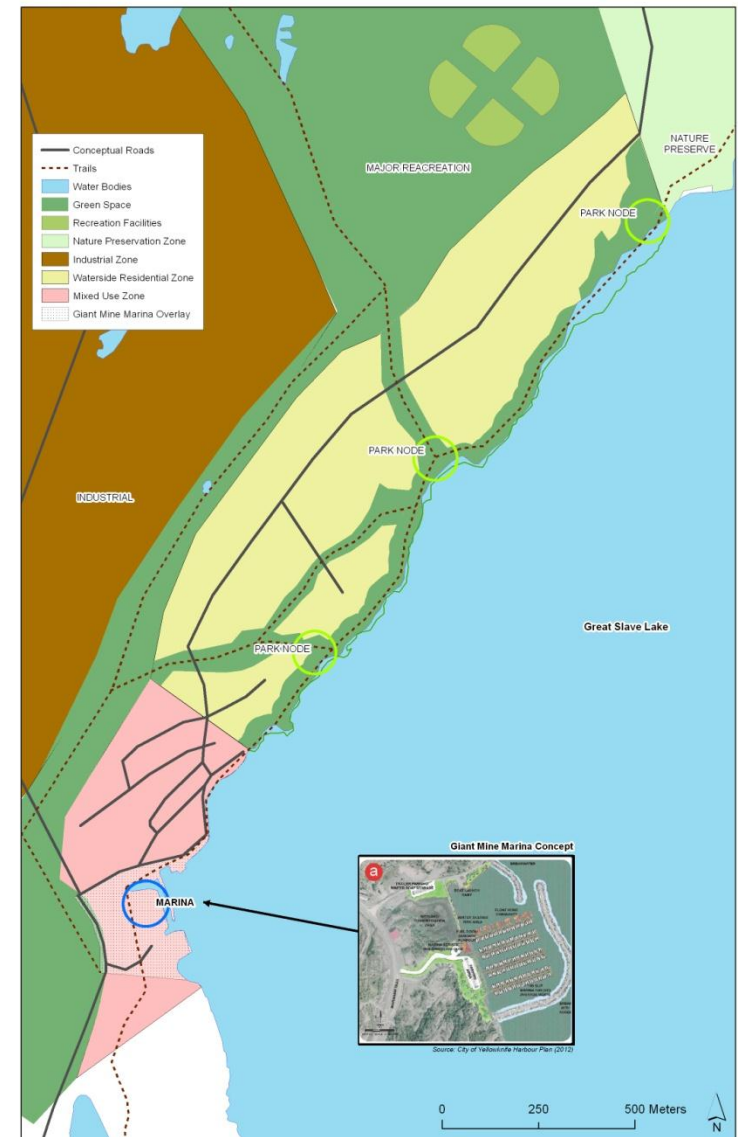 Conceptual Roads
Trails
Water Bodies
Green Space
Recreation Facilities
Nature Preservation Zone
Industrial Zone
Waterside Residential Zone
Mixed Use Zone
Giant Mine Marina Overlay
MAJOR REACREATION
NATURE
PRESERVE
PARK NODE
PARK NODE
INDUSTRIAL
Great Slave Lake
PARK NODE
MARINA
Giant Mine Marina Concept
a
Source: City of Yellowknife Harbour Plan (2012)
0 250 500 Meters
N